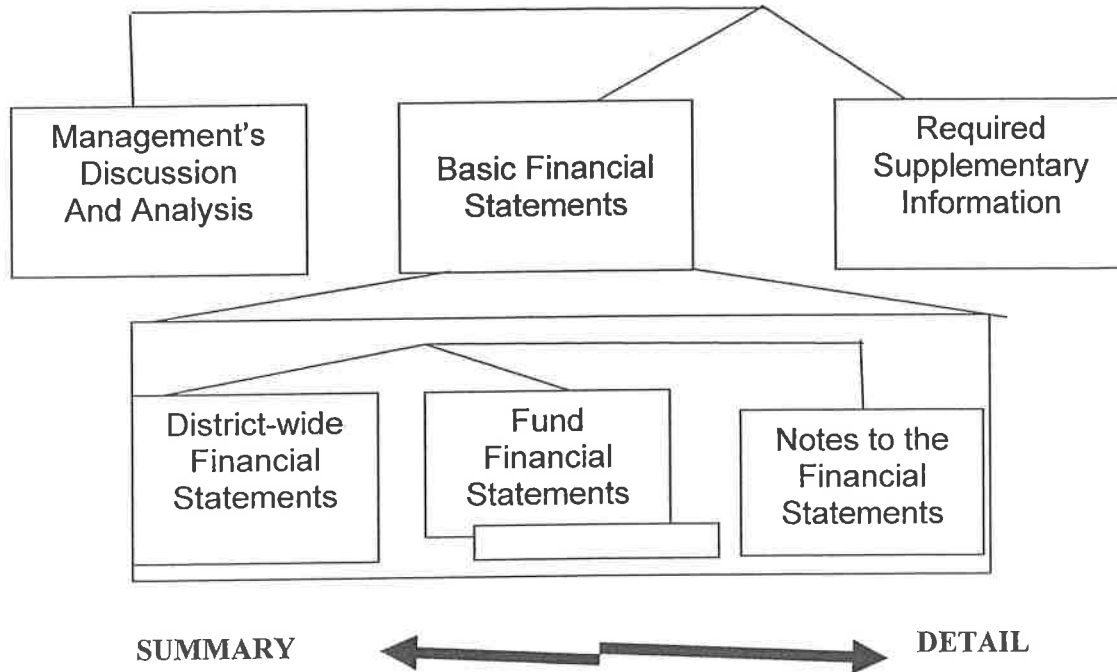 Management's
Discussion
And Analysis
Basic Financial
Statements
Required
Supplementary
Information
District-wide
Financial
Statements
Fund
Financial
Statements
Notes to the
Financial
Statements
SUMMARY
DETAIL